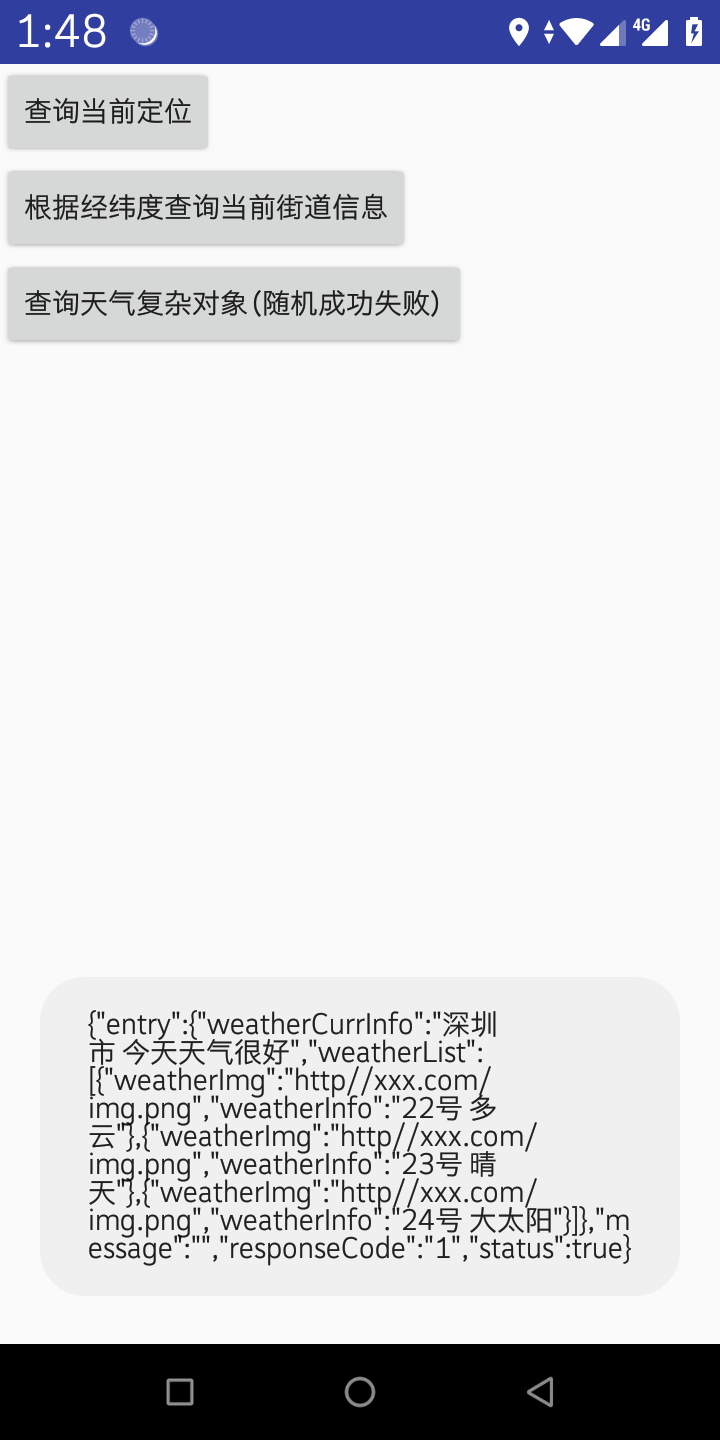 1:48
4G
查询当前定位
根据经纬度查询当前街道信息
查询天气复杂对象(随机成功失败)
{"entry":{"weatherCurrInfo":"深圳
市 今天天气很好","weatherList":
[{"weatherImg":"http//xxx.com/
img.png","weatherInfo":"22号 多
云"},{"weatherImg":"http//xxx.com/
img.png","weatherInfo":"23号 晴
天"},{"weatherImg":"http//xxx.com/
img.png","weatherInfo":"24号 大太阳"}]},"m
essage":"","responseCode":"1","status":true}